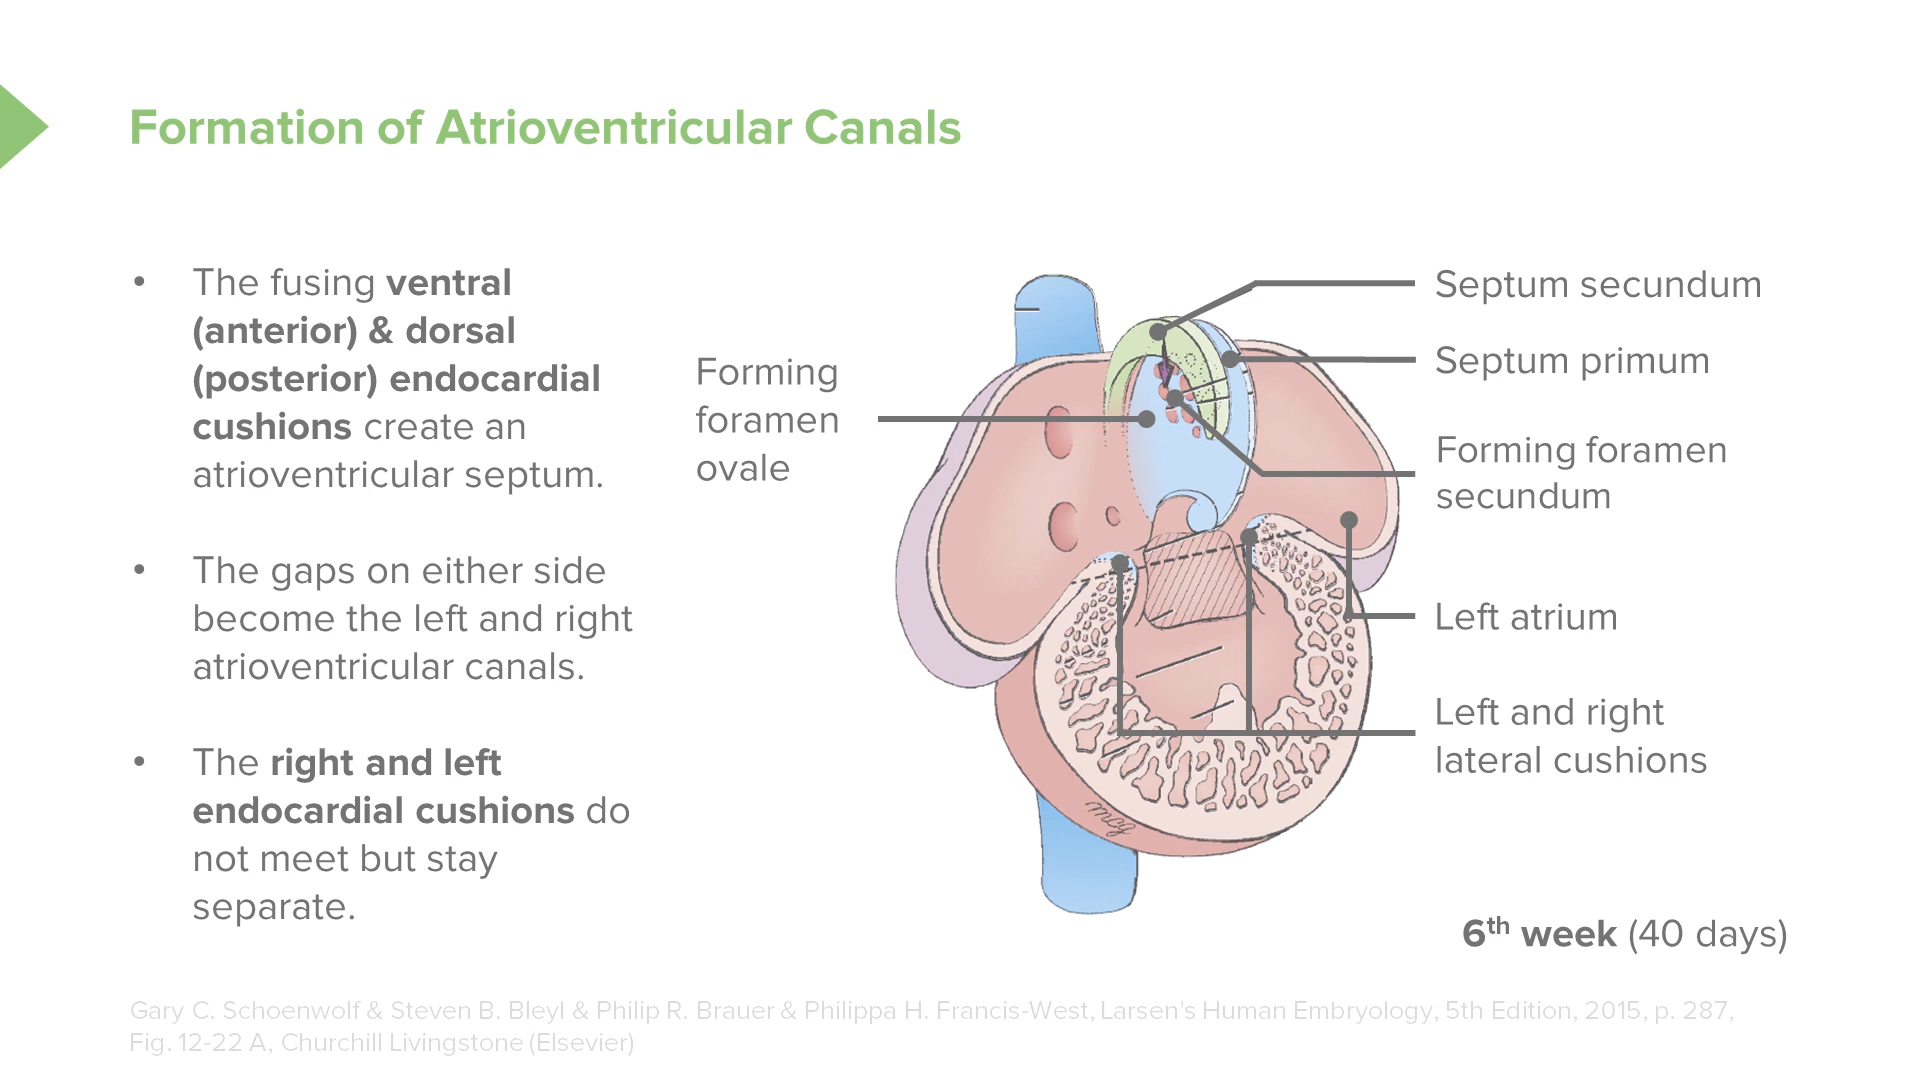 Formation of Atrioventricular Canals
• The fusing ventral
(anterior) & dorsal
(posterior) endocardial
cushions create an
atrioventricular septum.
• The gaps on either side
become the left and right
atrioventricular canals.
• The right and left
endocardial cushions do
not meet but stay
separate.
Forming
foramen
ovale
Septum secundum
Septum primum
Forming foramen
secundum
Left atrium
Left and right
lateral cushions
mcg
6th week (40 days)
Gary C. Schoenwolf & Steven B. Bleyl & Philip R. Brauer & Philippa H. Francis-West, Larsen's Human Embryology, 5th Edition, 2015, p. 287,
Fig. 12-22 A, Churchill Livingstone (Elsevier)